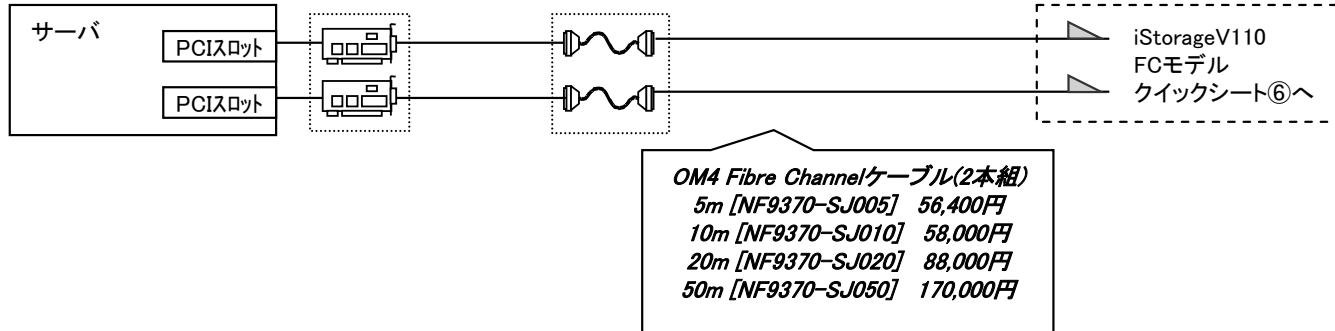 サーバ
PCIスロット
PCIスロット
iStorageV110
FCモデル
クイックシート⑥へ
OM4 Fibre Channelケーブル(2本組)
5m [NF9370-SJ005] 56,400円
10m [NF9370-SJ010] 58,000円
20m [NF9370-SJ020] 88,000円
50m [NF9370-SJ050] 170,000円